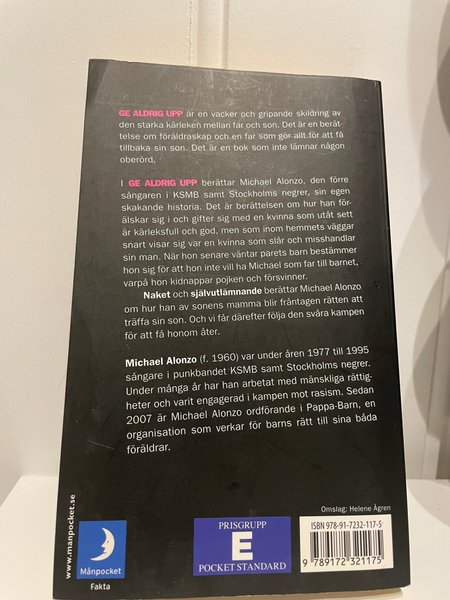 GE ALDRIG UPP är en vacker och gripande skildring av
den starka kärleken mellan far och son. Det är en berät-
telse om föräldraskap och en far som gör allt för att få
tillbaka sin son. Det är en bok som inte lämnar någon
oberörd.
I GE ALDRIG UPP berättar Michael Alonzo, den förre
sångaren i KSMB samt Stockholms negrer, sin egen
skakande historia. Det är berättelsen om hur han för-
älskar sig i och gifter sig med en kvinna som utåt sett
är kärleksfull och god, men som inom hemmets väggar
snart visar sig vara en kvinna som slår och misshandlar
sin man. När hon senare väntar parets barn bestämmer
hon sig för att hon inte vill ha Michael som far till barnet,
varpå hon kidnappar pojken och försvinner.
Naket och självutlämnande berättar Michael Alonzo
om hur han av sonens mamma blir fråntagen rätten att
träffa sin son. Och vi får därefter följa den svåra kampen
för att få honom åter.
Michael Alonzo (f. 1960) var under åren 1977 till 1995
sångare i punkbandet KSMB samt Stockholms negrer.
Under många år har han arbetat med mänskliga rättig-
heter och varit engagerad i kampen mot rasism. Sedan
2007 är Michael Alonzo ordförande i Pappa-Barn, en
organisation som verkar för barns rätt till sina båda
föräldrar.
Omslag: Helene Ågren
www.manpocket.se
Månpocket
Fakta
PRISGRUPP
E
POCKET STANDARD
ISBN 978-91-7232-117-5
9 789172 321175